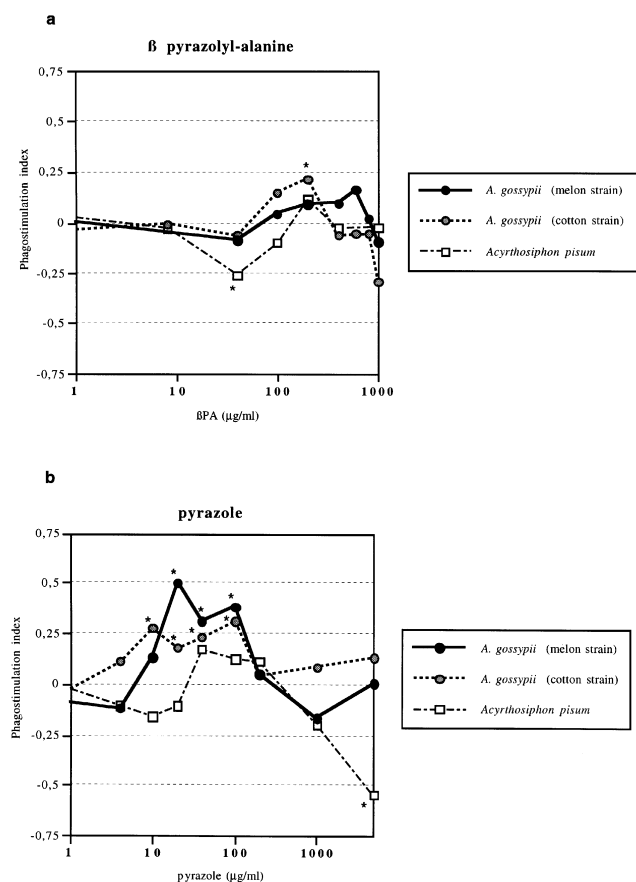 a
ß pyrazolyl-alanine
0,75
0,5
0,25
0
-0,25
-0,5
-0,75
Phagostimulation index
*
*
1
10
100
1000
ßPA (µg/ml)
A. gossypii (melon strain)
A. gossypii (cotton strain)
Acyrthosiphon pisum
b
pyrazole
0,75
0,5
0,25
0
-0,25
-0,5
-0,75
Phagostimulation index
*
*
*
*
*
*
*
*
1
10
100
1000
pyrazole (µg/ml)
A. gossypii (melon strain)
A. gossypii (cotton strain)
Acyrthosiphon pisum